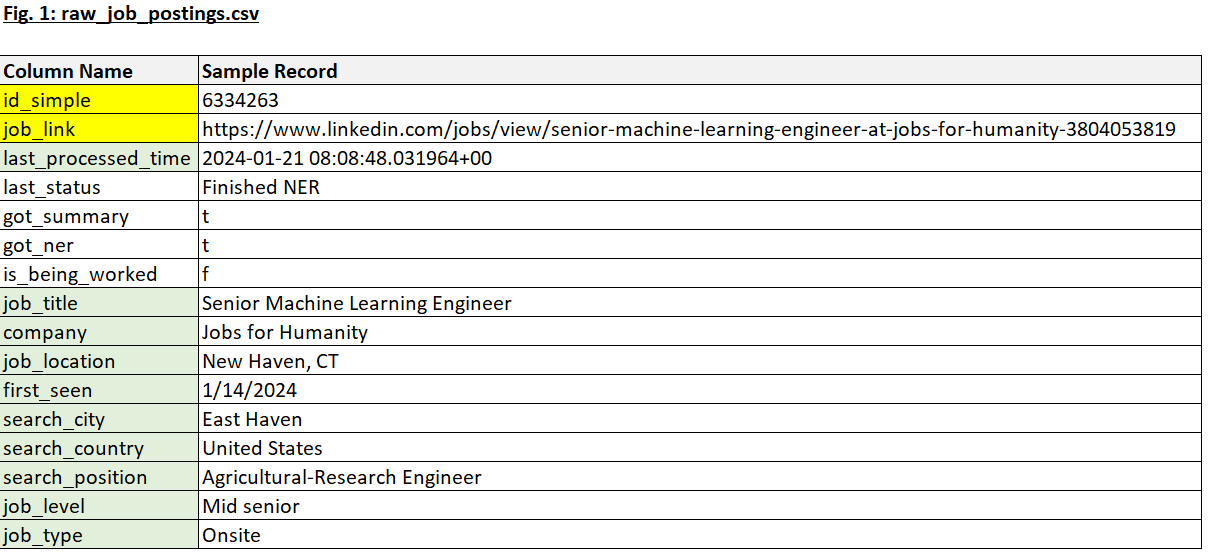 Fig. 1: raw_job_postings.csv
Column Name Sample Record
id_simple 6334263
job_link https://www.linkedin.com/jobs/view/senior-machine-learning-engineer-at-jobs-for-humanity-3804053819
last_processed_time 2024-01-21 08:08:48.031964+00
last_status Finished NER
got_summary t
got_ner t
is_being_worked f
job_title Senior Machine Learning Engineer
company Jobs for Humanity
job_location New Haven, CT
first_seen 1/14/2024
search_city East Haven
search_country United States
search_position Agricultural-Research Engineer
job_level Mid senior
job_type Onsite